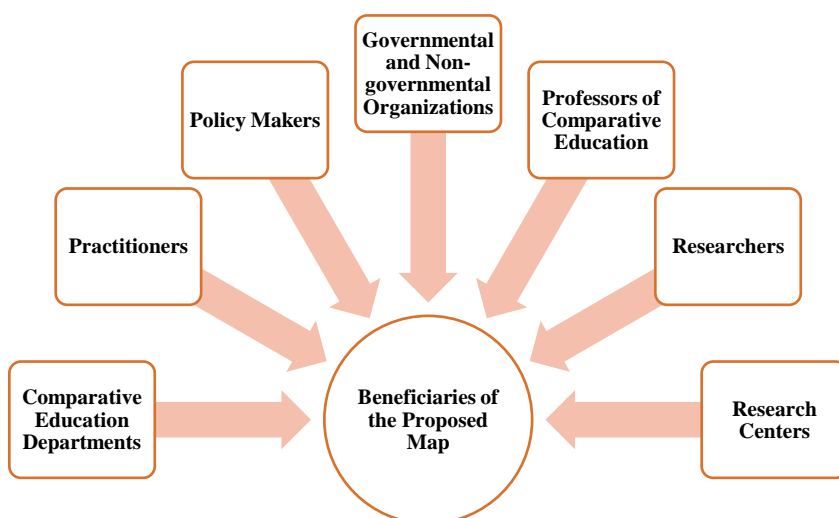 Governmental
and Non-
governmental
Organizations
Policy Makers
Professors of
Comparative
Education
Practitioners
Researchers
Comparative
Education
Departments
Beneficiaries of
the Proposed
Map
Research
Centers